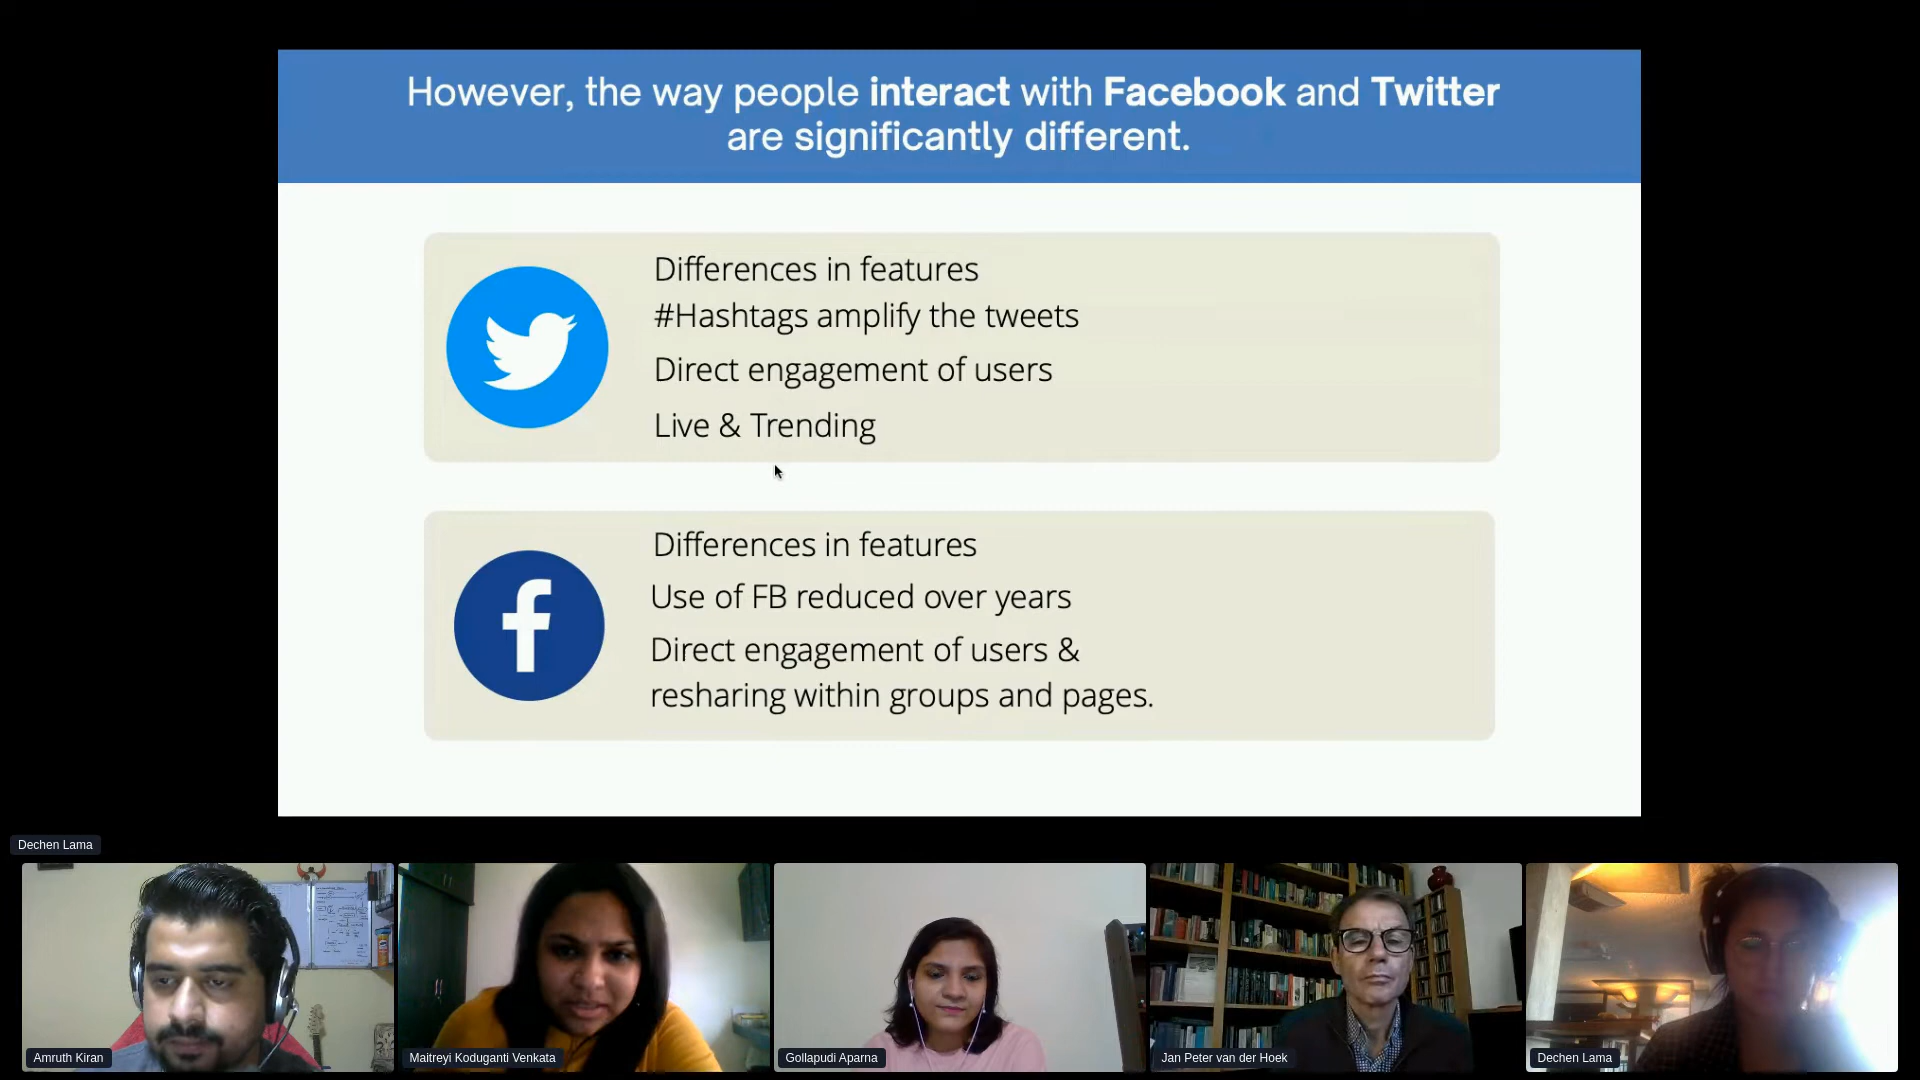 However, the way people interact with Facebook and Twitter
are significantly different.
Differences in features
#Hashtags amplify the tweets
Direct engagement of users
Live & Trending
Differences in features
Use of FB reduced over years
Direct engagement of users &
resharing within groups and pages.
Dechen Lama
Amruth Kiran
Maitreyi Koduganti Venkata
Gollapudi Aparna
Jan Peter van der Hoek
Dechen Lama